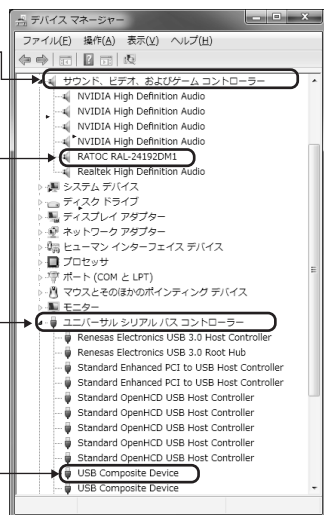 デバイス マネージャー
ファイル(F) 操作(A) 表示(V) ヘルプ(H)
サウンド、ビデオ、およびゲーム コントローラー
NVIDIA High Definition Audio
NVIDIA High Definition Audio
NVIDIA High Definition Audio
NVIDIA High Definition Audio
RATOC RAL-24192DM1
Realtek High Definition Audio
システム デバイス
ディスク ドライブ
ディスプレイ アダプター
ネットワーク アダプター
ヒューマン インターフェイス デバイス
プロセッサ
ポート (COM と LPT)
マウスとそのほかのポインティング デバイス
モニター
ユニバーサル シリアル バス コントローラー
Renesas Electronics USB 3.0 Host Controller
Renesas Electronics USB 3.0 Root Hub
Standard Enhanced PCI to USB Host Controller
Standard Enhanced PCI to USB Host Controller
Standard OpenHCD USB Host Controller
Standard OpenHCD USB Host Controller
Standard OpenHCD USB Host Controller
Standard OpenHCD USB Host Controller
Standard OpenHCD USB Host Controller
USB Composite Device
USB Composite Device